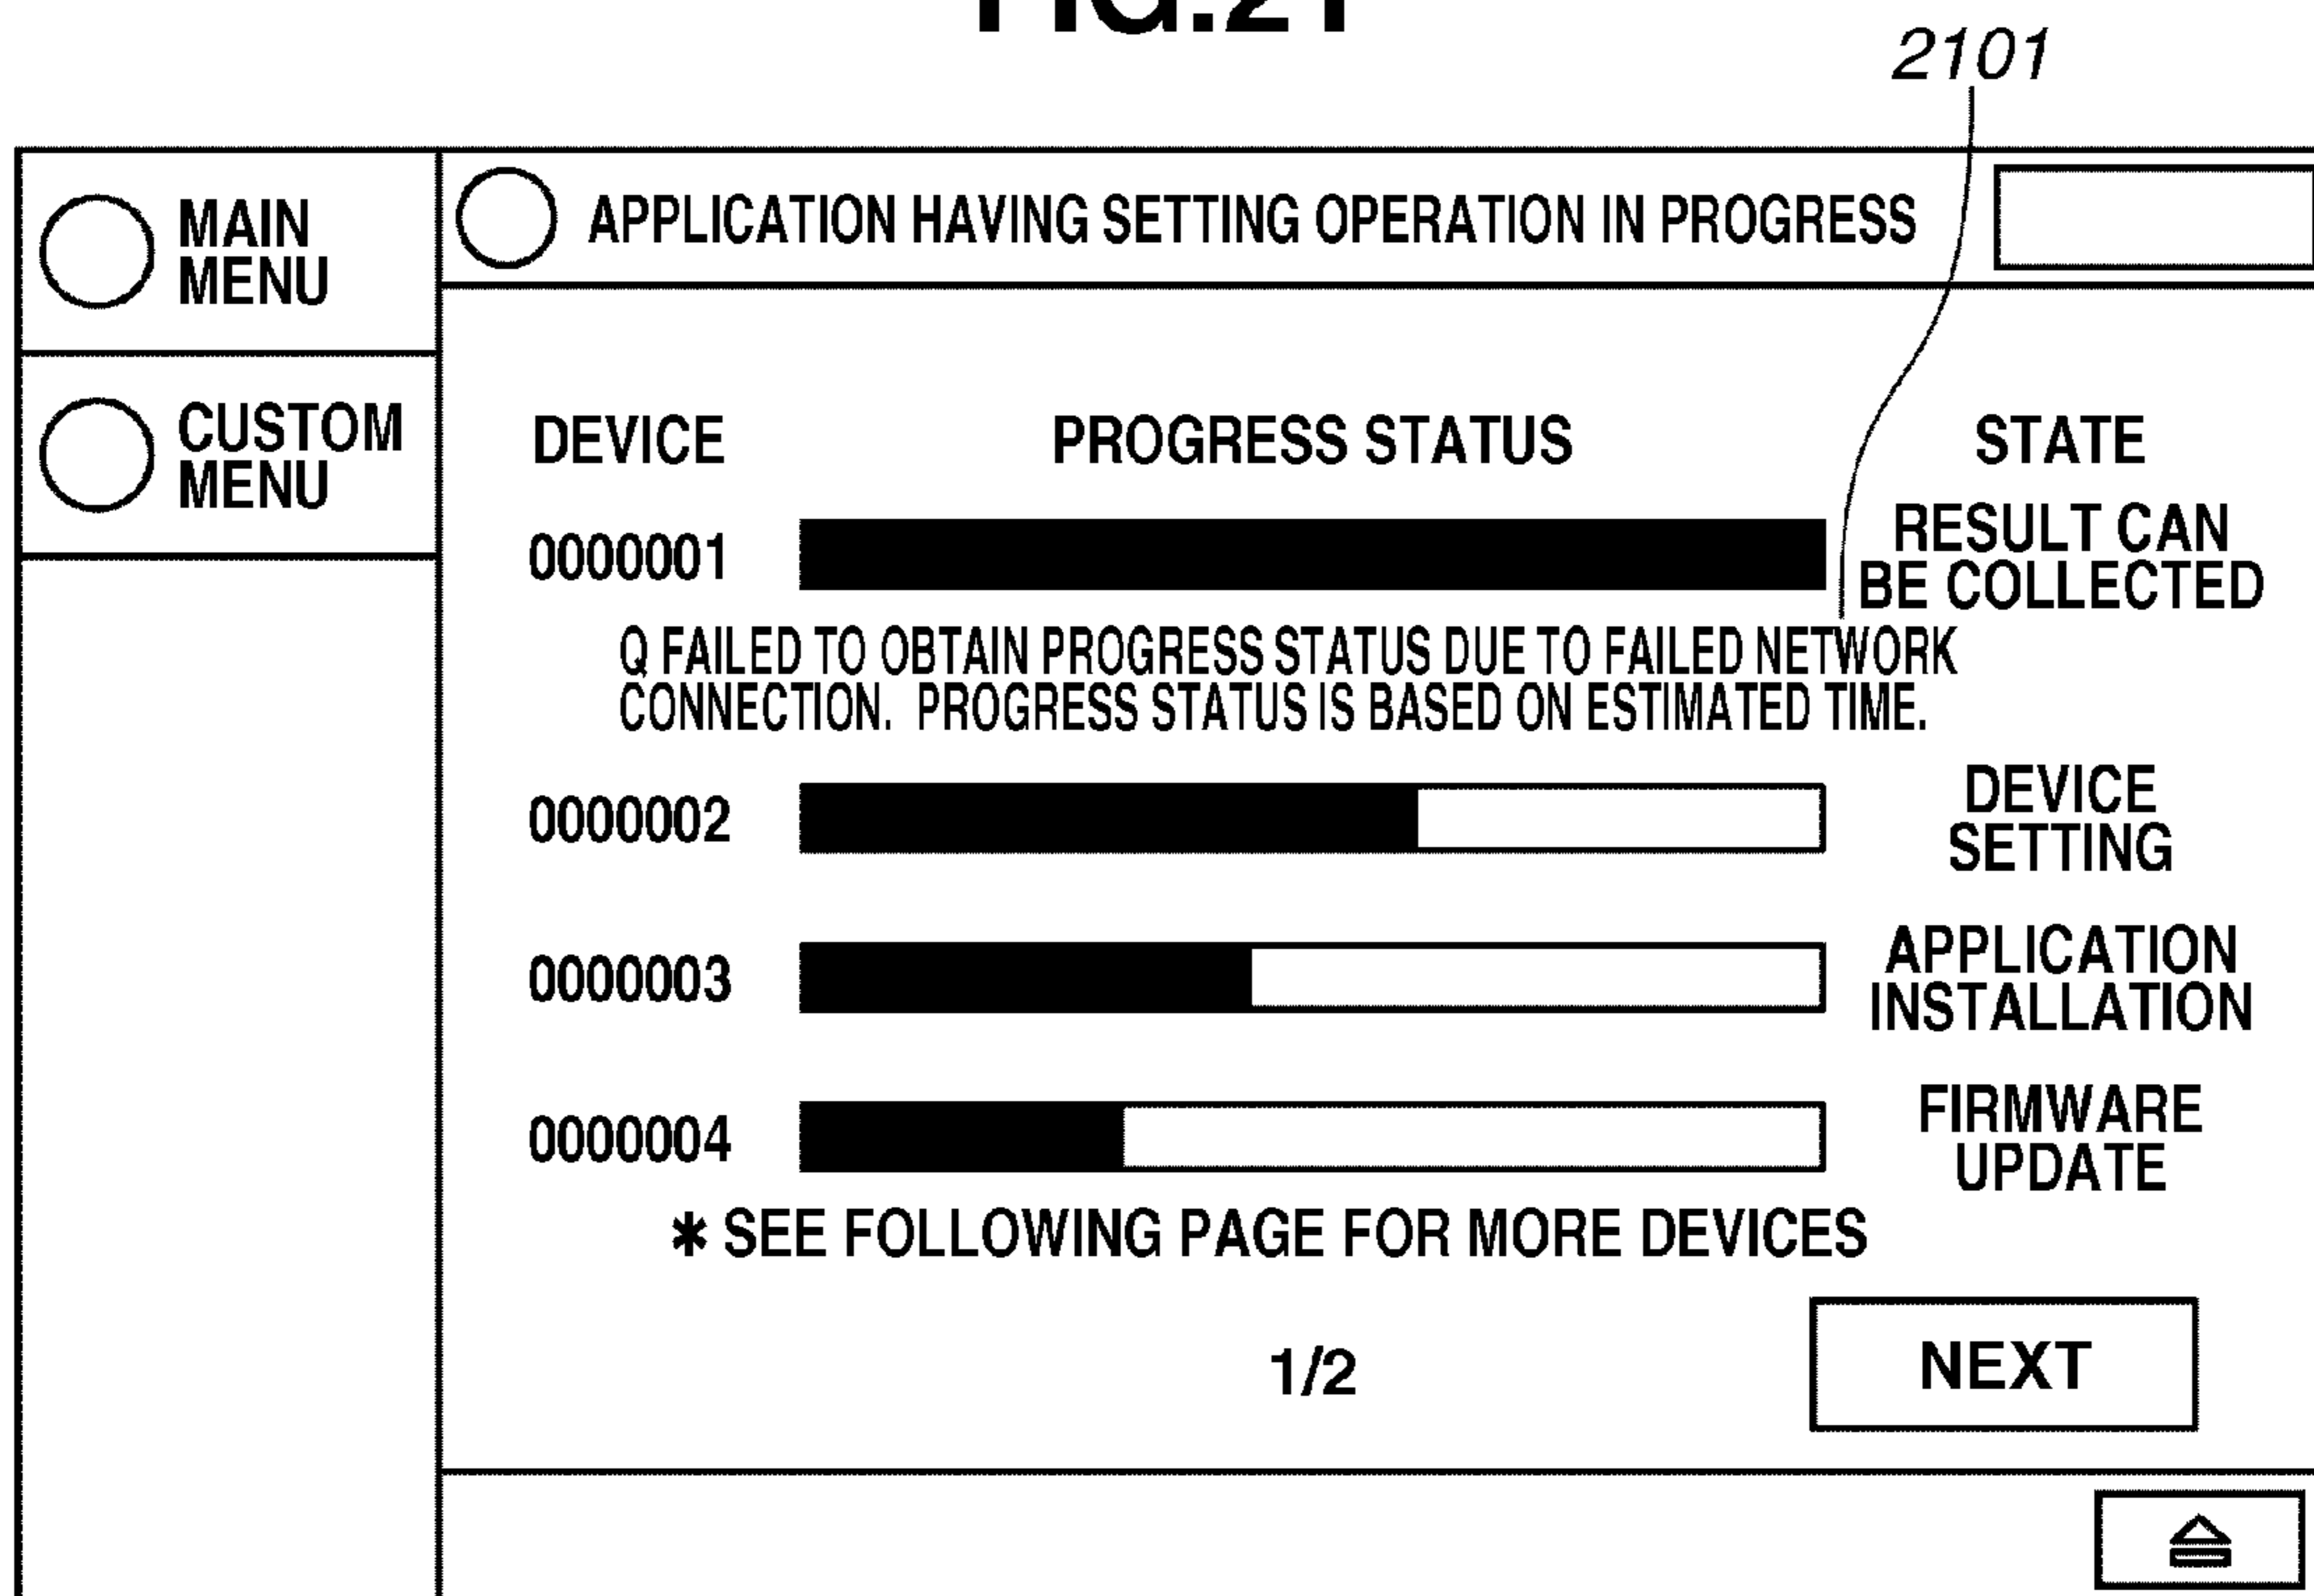 FIG.21
2101
MAIN
MENU
CUSTOM
MENU
APPLICATION HAVING SETTING OPERATION IN PROGRESS
DEVICE PROGRESS STATUS STATE
0000001 RESULT CAN
BE COLLECTED
Q FAILED TO OBTAIN PROGRESS STATUS DUE TO FAILED NETWORK
CONNECTION. PROGRESS STATUS IS BASED ON ESTIMATED TIME.
0000002 DEVICE
SETTING
0000003 APPLICATION
INSTALLATION
0000004 FIRMWARE
UPDATE
* SEE FOLLOWING PAGE FOR MORE DEVICES
1/2
NEXT